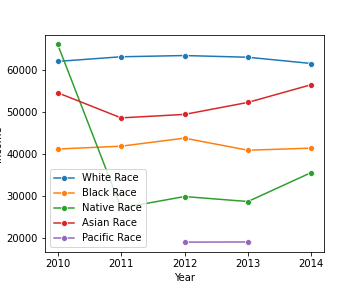 60000
50000
40000
30000
20000
White Race
Black Race
Native Race
Asian Race
Pacific Race
2010 2011 2012 2013 2014
Year